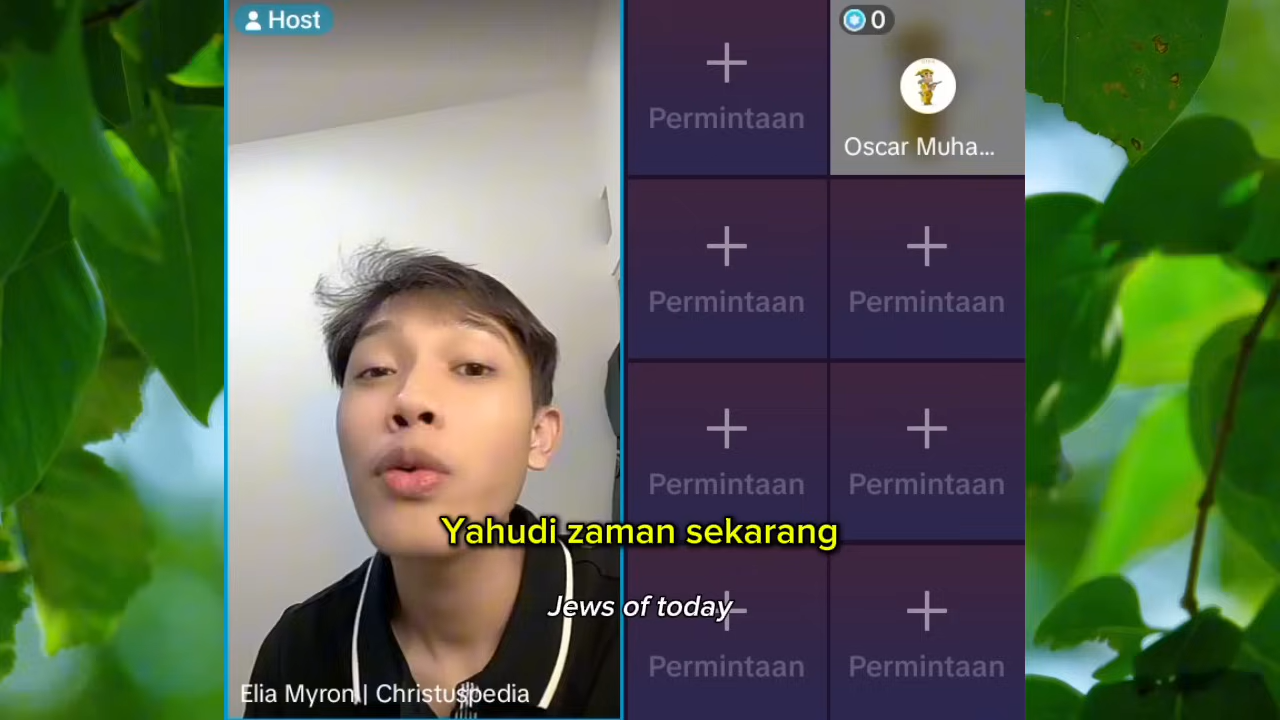 Host
Permintaan
0
Oscar Muha...
Permintaan
Permintaan
Permintaan
Permintaan
Yahudi zaman sekarang
Jews of today
Permintaan
Permintaan
Elia Myron| Christuspedia